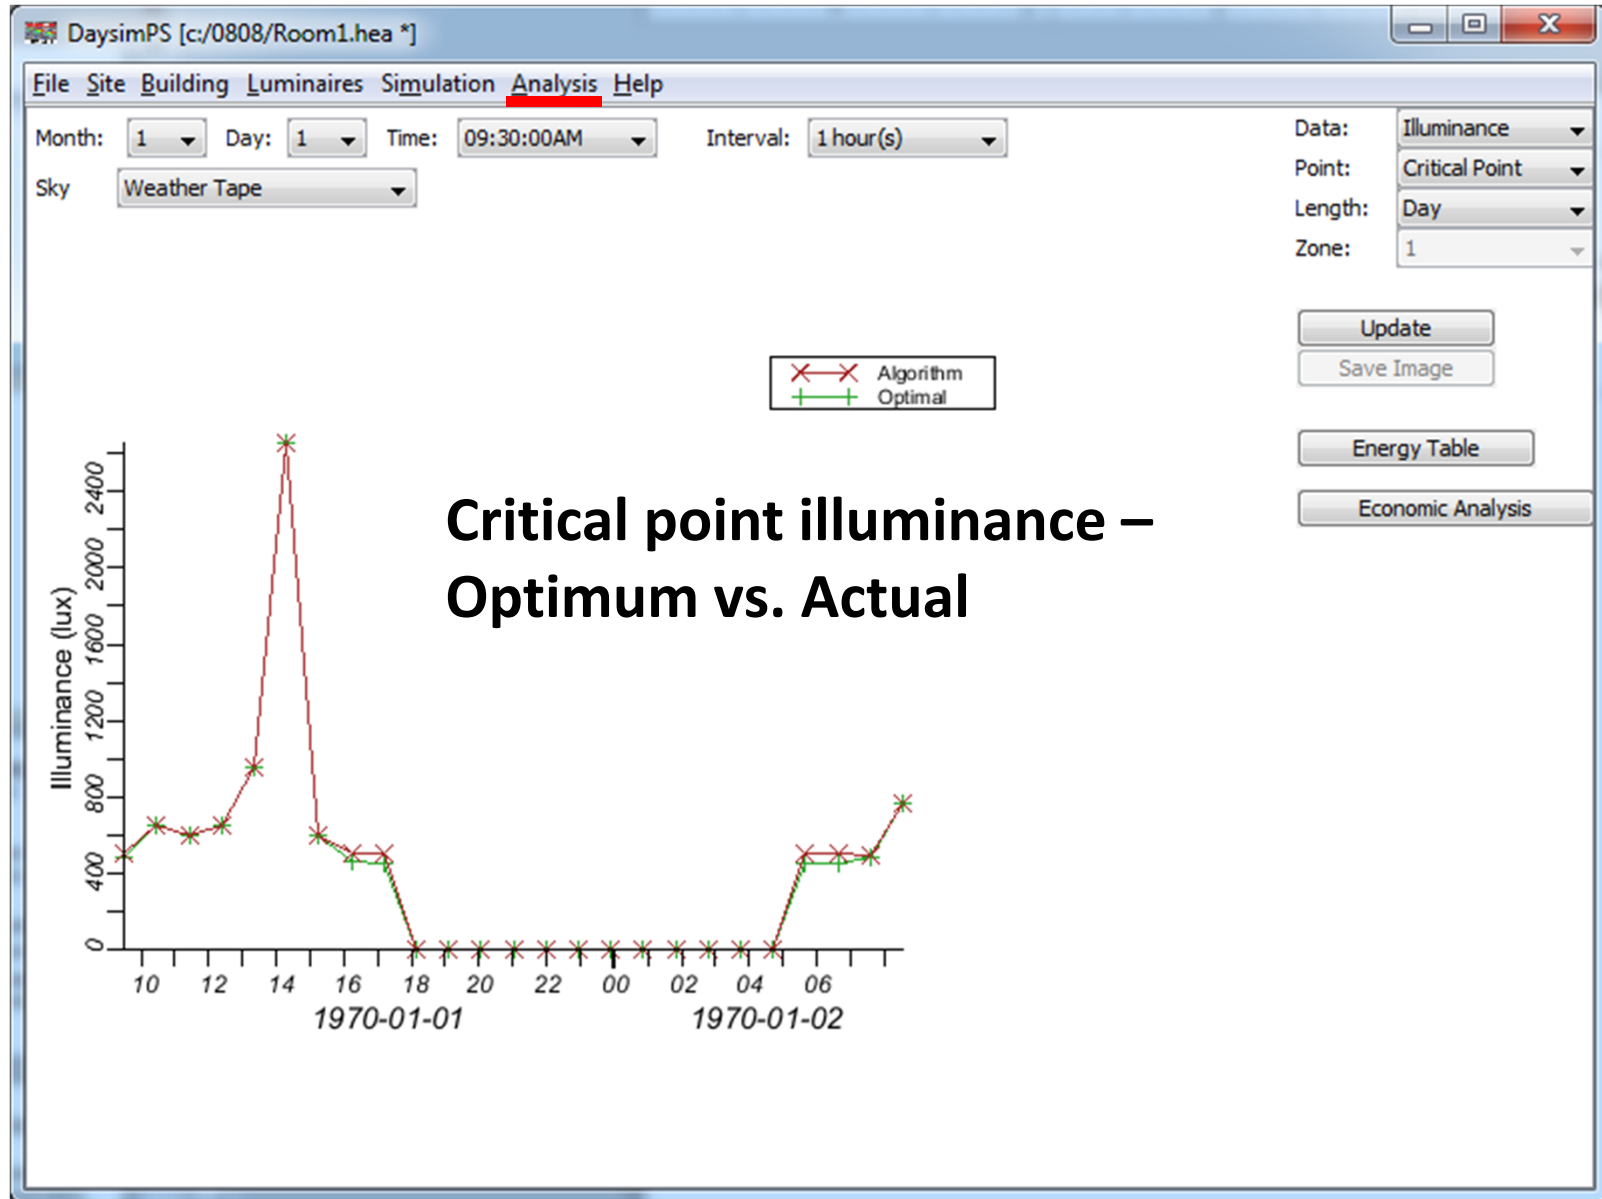 DaysimPS [c:/0808/Room1.hea *]
File Site Building Luminaires Simulation Analysis Help
Month: 1 Day: 1 Time: 09:30:00AM Interval: 1 hour(s)
Sky Weather Tape
Data: Illuminance
Point: Critical Point
Length: Day
Zone: 1
Update
Save Image
Energy Table
Economic Analysis
Algorithm
Optimal
Critical point illuminance –
Optimum vs. Actual
Illuminance (lux)
2400
2000
1600
1200
800
400
0
10 12 14 16 18 20 22 00 02 04 06
1970-01-01 1970-01-02